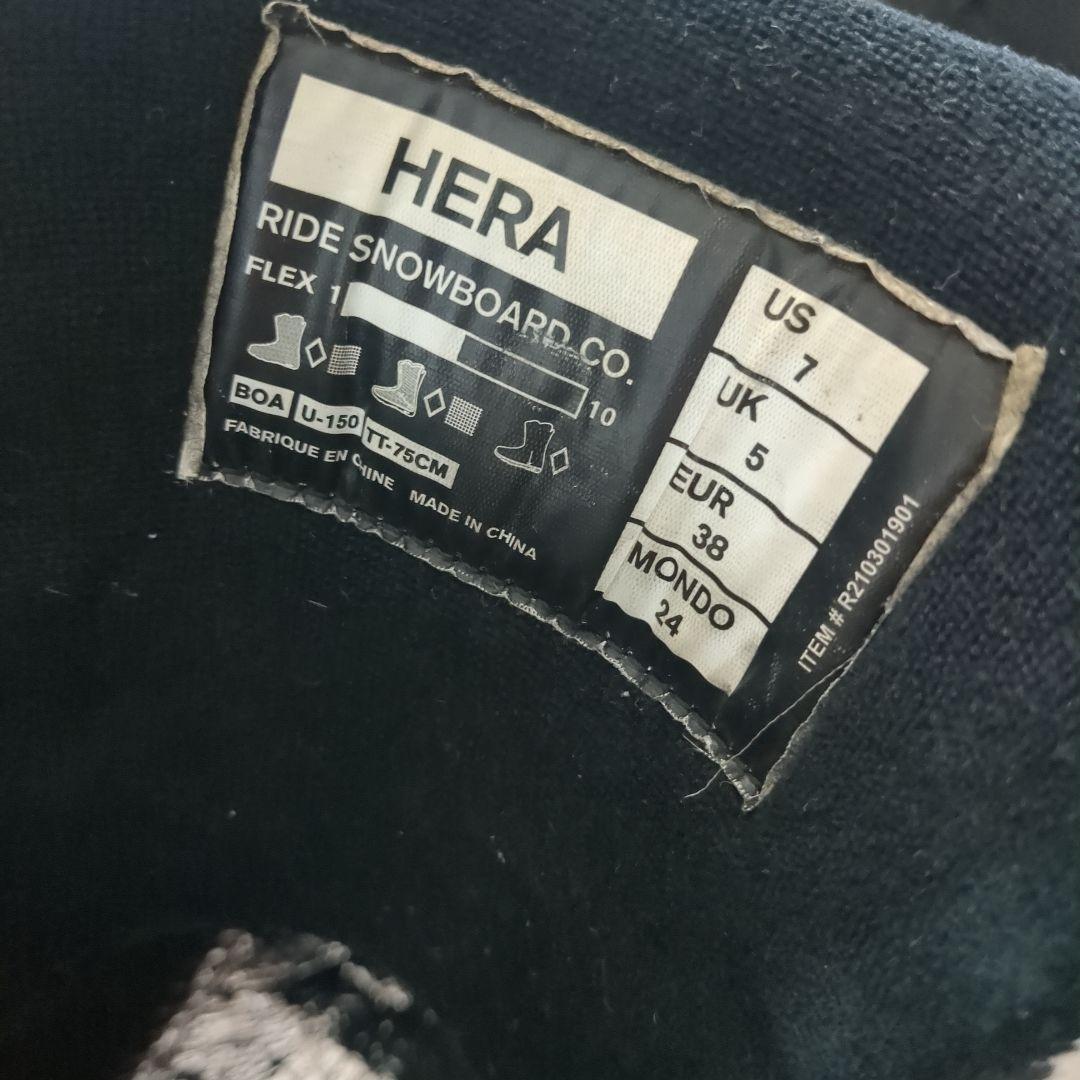 HERA
RIDE SNOWBOARD CO.
FLEX 1 10
BOA U-150 TT-75CM
FABRIQUE EN CHINE MADE IN CHINA
US
7
UK
5
EUR
38
MONDO
24
ITEM # R210301901